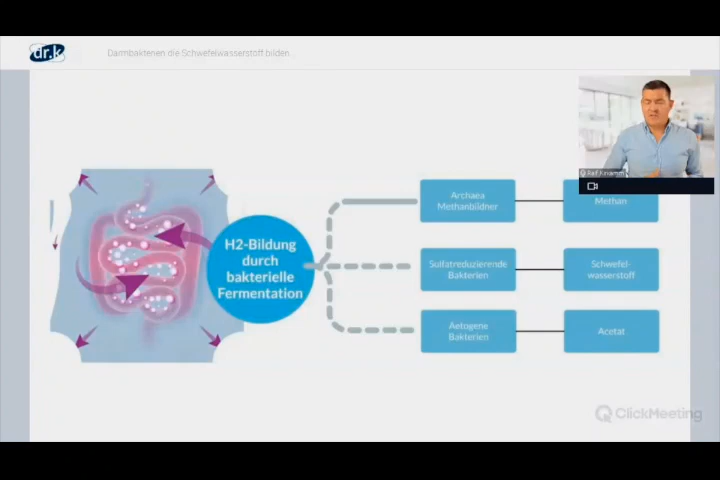 dr.k
Darmbakterien die Schwefelwasserstoff bilden...
Archaea
Methanbildner
Methan
H2-Bildung
durch
bakterielle
Fermentation
Sulfatreduzierende
Bakterien
Schwefel-
wasserstoff
Aetogene
Bakterien
Acetat
ClickMeeting